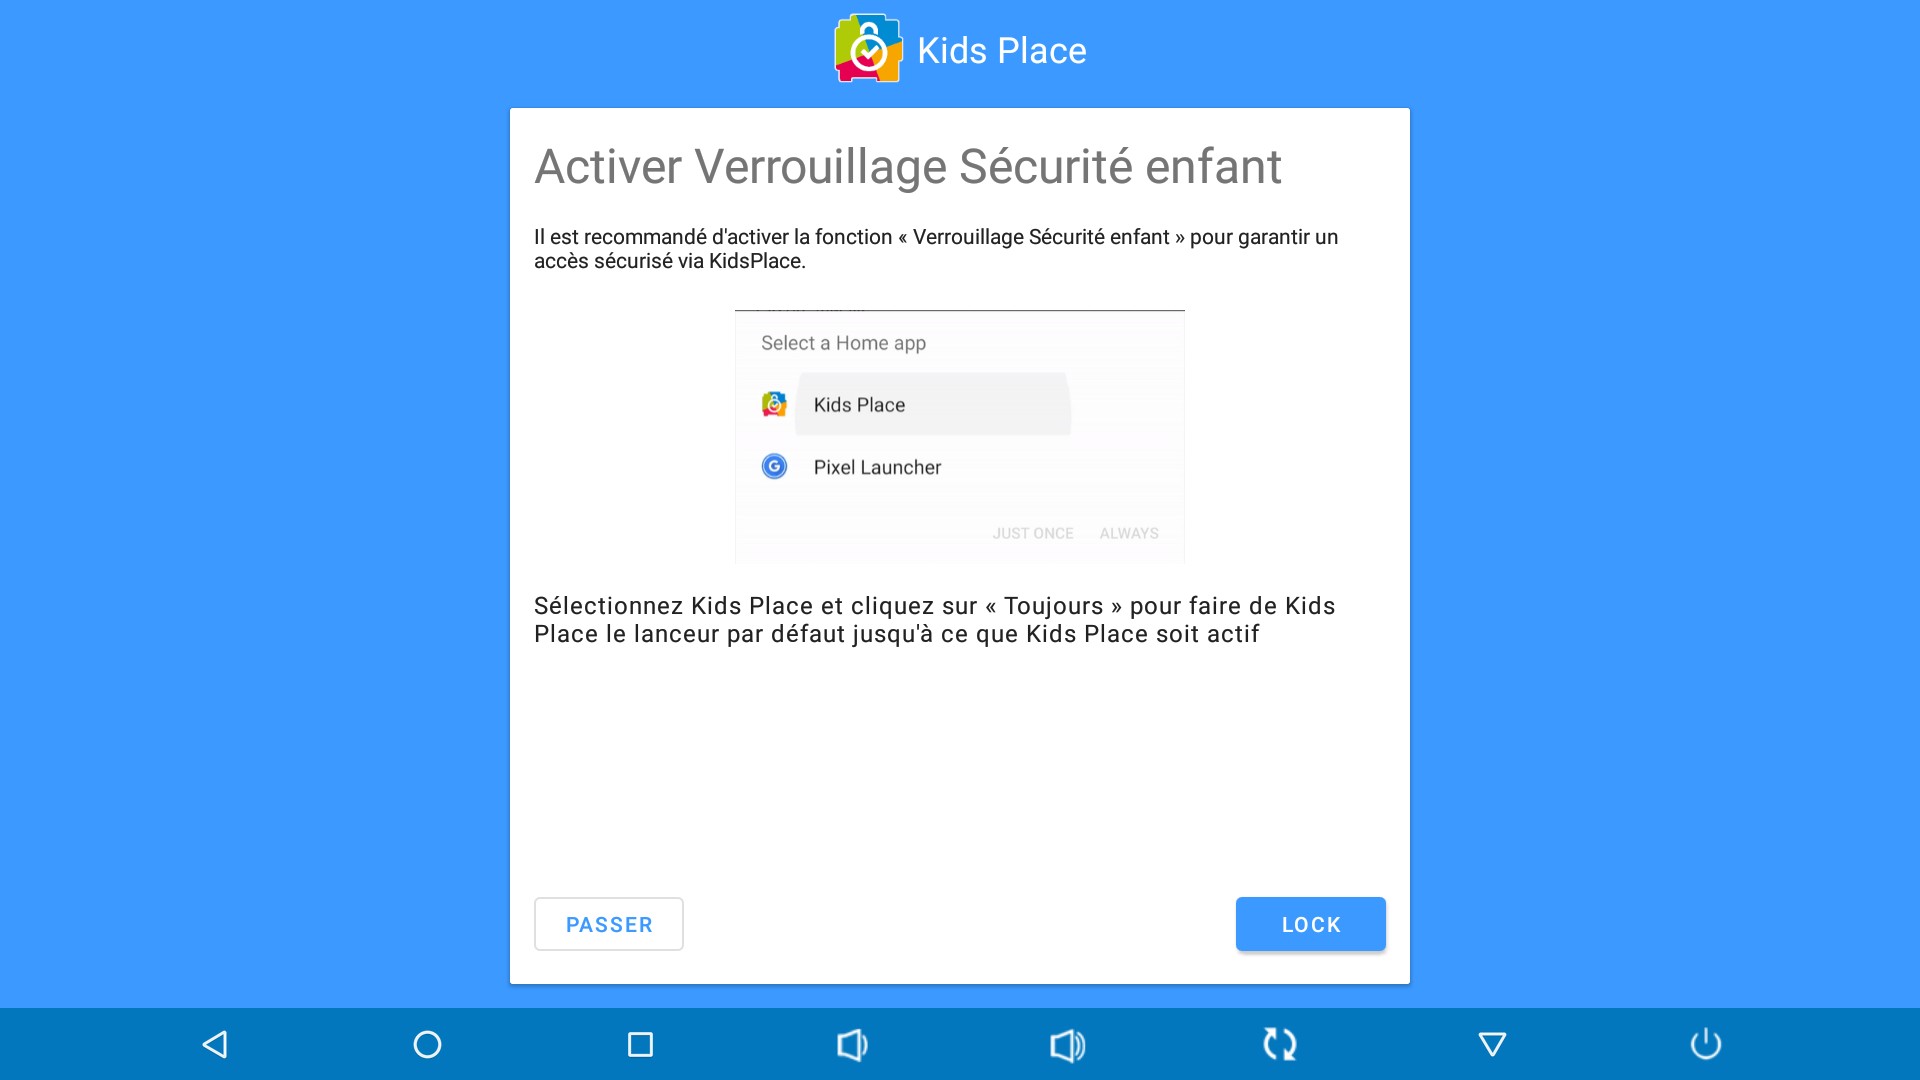 Kids Place
Activer Verrouillage Sécurité enfant
Il est recommandé d'activer la fonction « Verrouillage Sécurité enfant » pour garantir un
accès sécurisé via KidsPlace.
Select a Home app
Kids Place
Pixel Launcher
JUST ONCE ALWAYS
Sélectionnez Kids Place et cliquez sur « Toujours » pour faire de Kids
Place le lanceur par défaut jusqu'à ce que Kids Place soit actif
PASSER LOCK